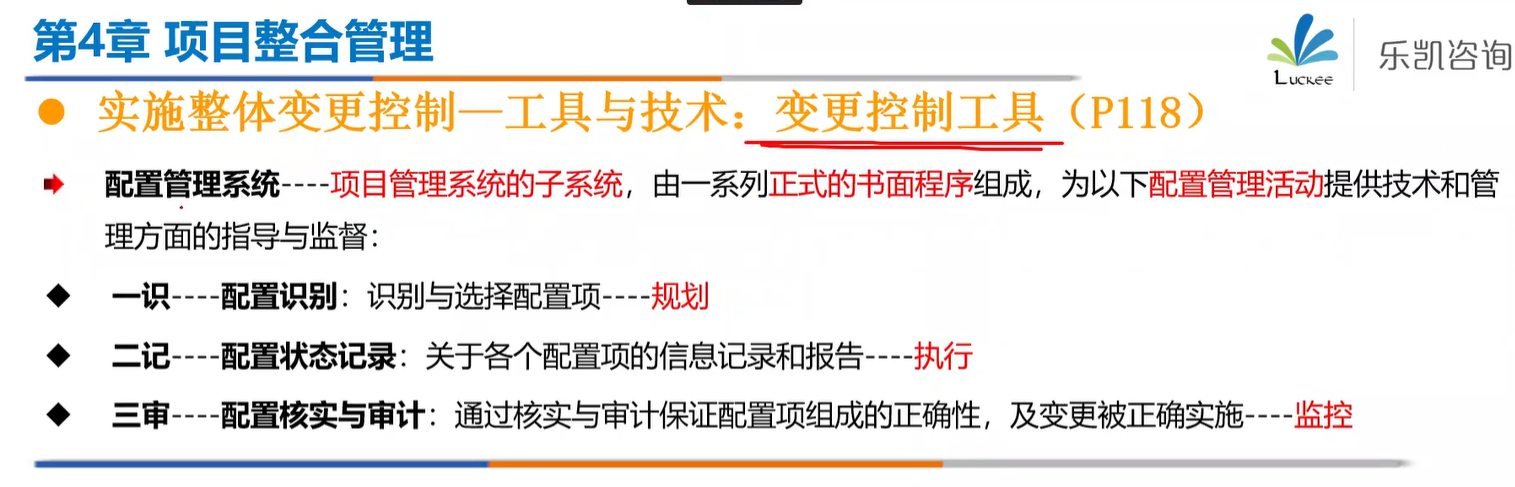 第4章 项目整合管理
Luckee
乐凯咨询
实施整体变更控制—工具与技术：变更控制工具（P118）
配置管理系统----项目管理系统的子系统，由一系列正式的书面程序组成，为以下配置管理活动提供技术和管
理方面的指导与监督：
一识----配置识别：识别与选择配置项----规划
二记----配置状态记录：关于各个配置项的信息记录和报告----执行
三审----配置核实与审计：通过核实与审计保证配置项组成的正确性，及变更被正确实施----监控